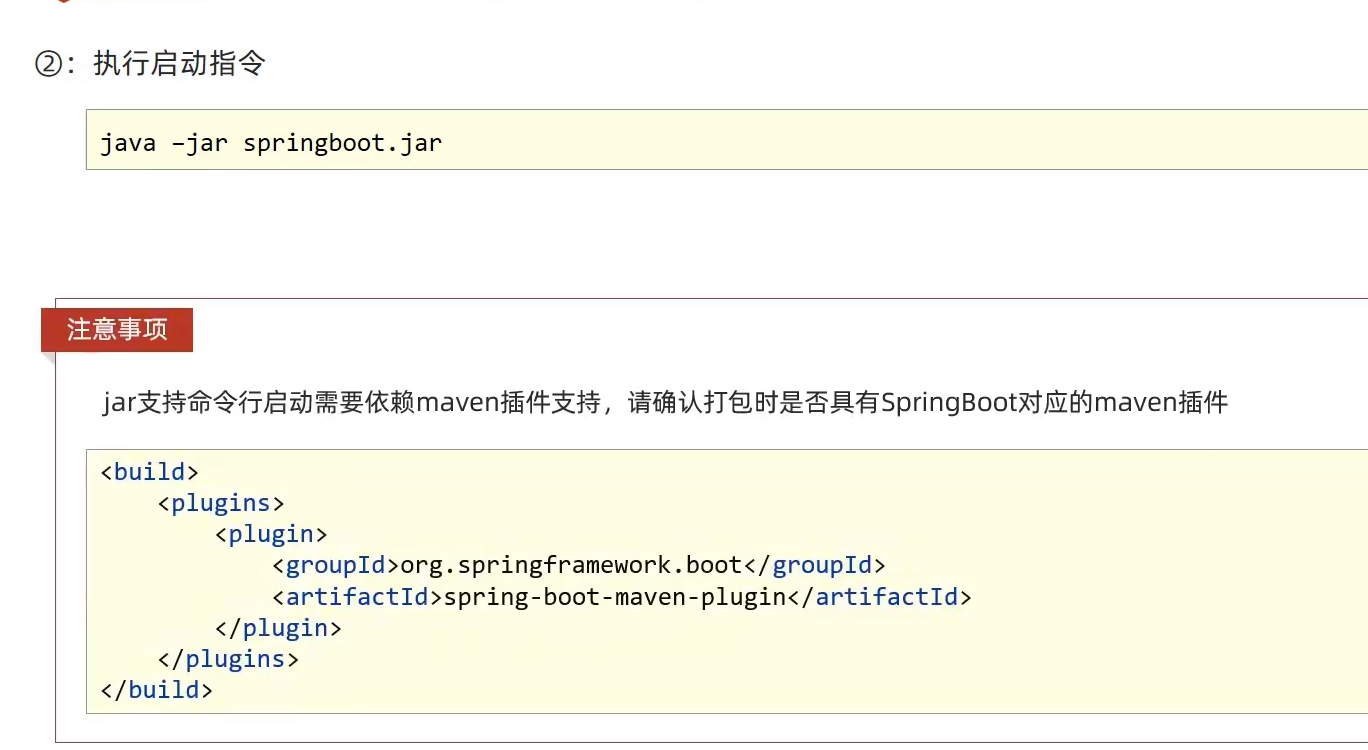 ②：执行启动指令
java –jar springboot.jar
注意事项
jar支持命令行启动需要依赖maven插件支持，请确认打包时是否具有SpringBoot对应的maven插件
<build>
    <plugins>
        <plugin>
            <groupId>org.springframework.boot</groupId>
            <artifactId>spring-boot-maven-plugin</artifactId>
        </plugin>
    </plugins>
</build>